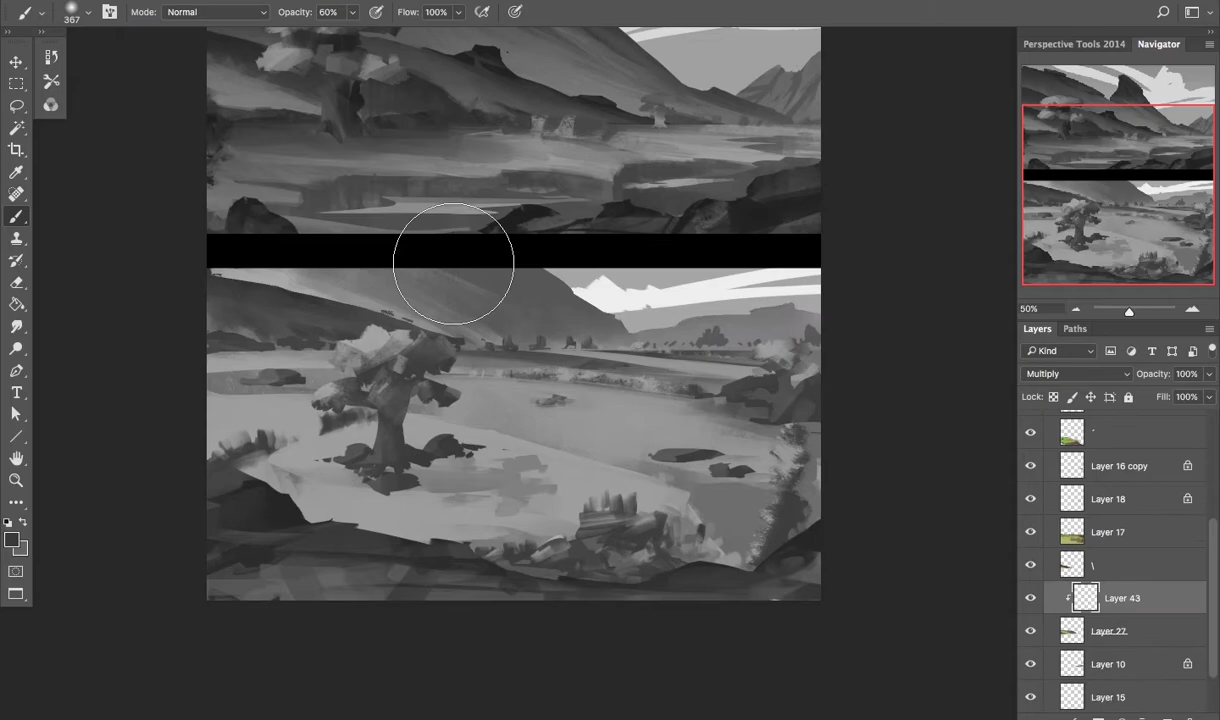 367
Mode: Normal
Opacity: 60%
Flow: 100%
Perspective Tools 2014
Navigator
50%
Layers
Paths
Kind
Multiply
Opacity: 100%
Lock:
Fill: 100%
Layer 16 copy
Layer 18
Layer 17
\
Layer 43
Layer 27
Layer 10
Layer 15